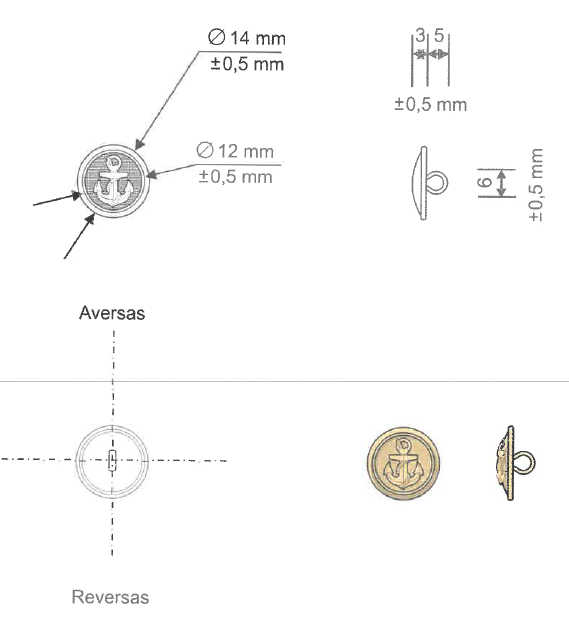 ∅ 14 mm
±0,5 mm
3 5
±0,5 mm
∅ 12 mm
±0,5 mm
6
±0,5 mm
Aversas
Reversas